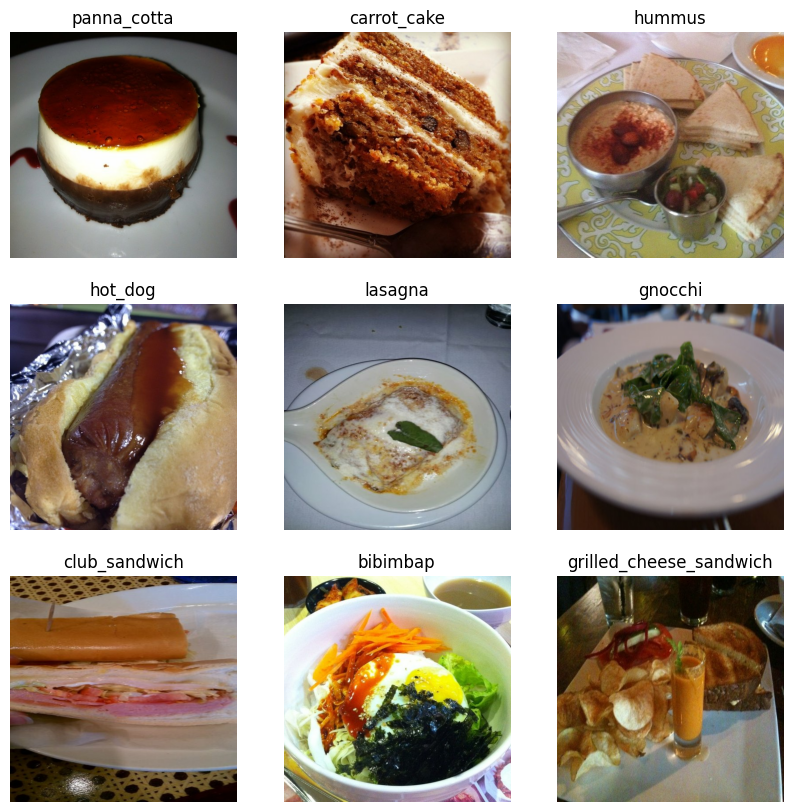 panna_cotta
carrot_cake
hummus
hot_dog
lasagna
gnocchi
club_sandwich
bibimbap
grilled_cheese_sandwich